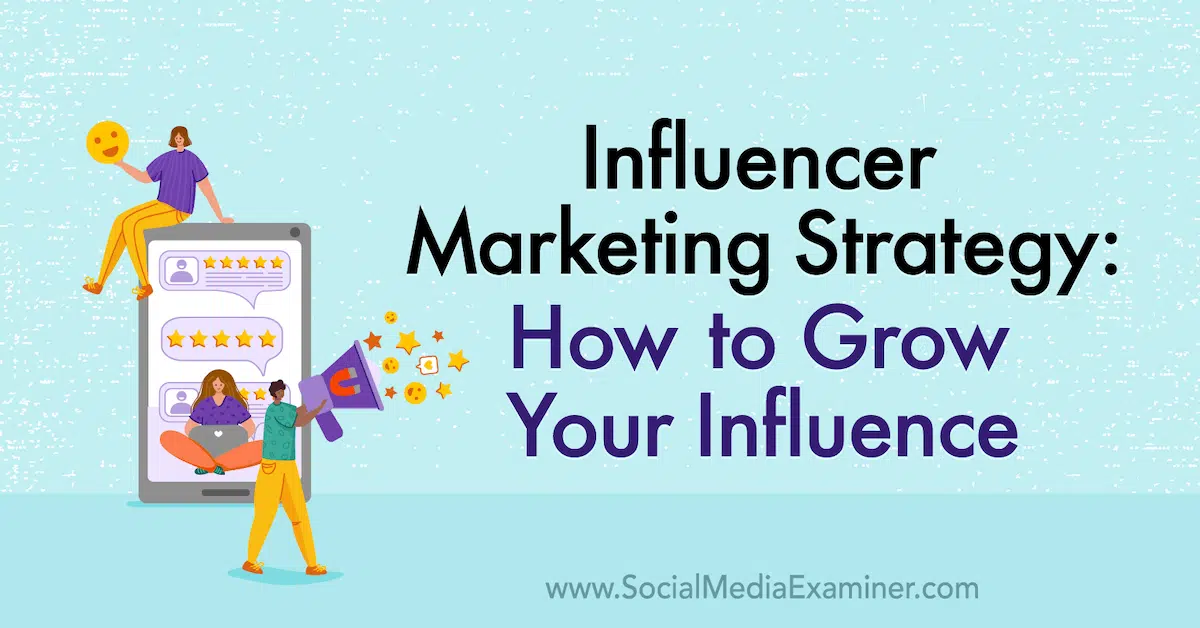 Influencer
Marketing Strategy:
How to Grow
Your Influence
www.SocialMediaExaminer.com